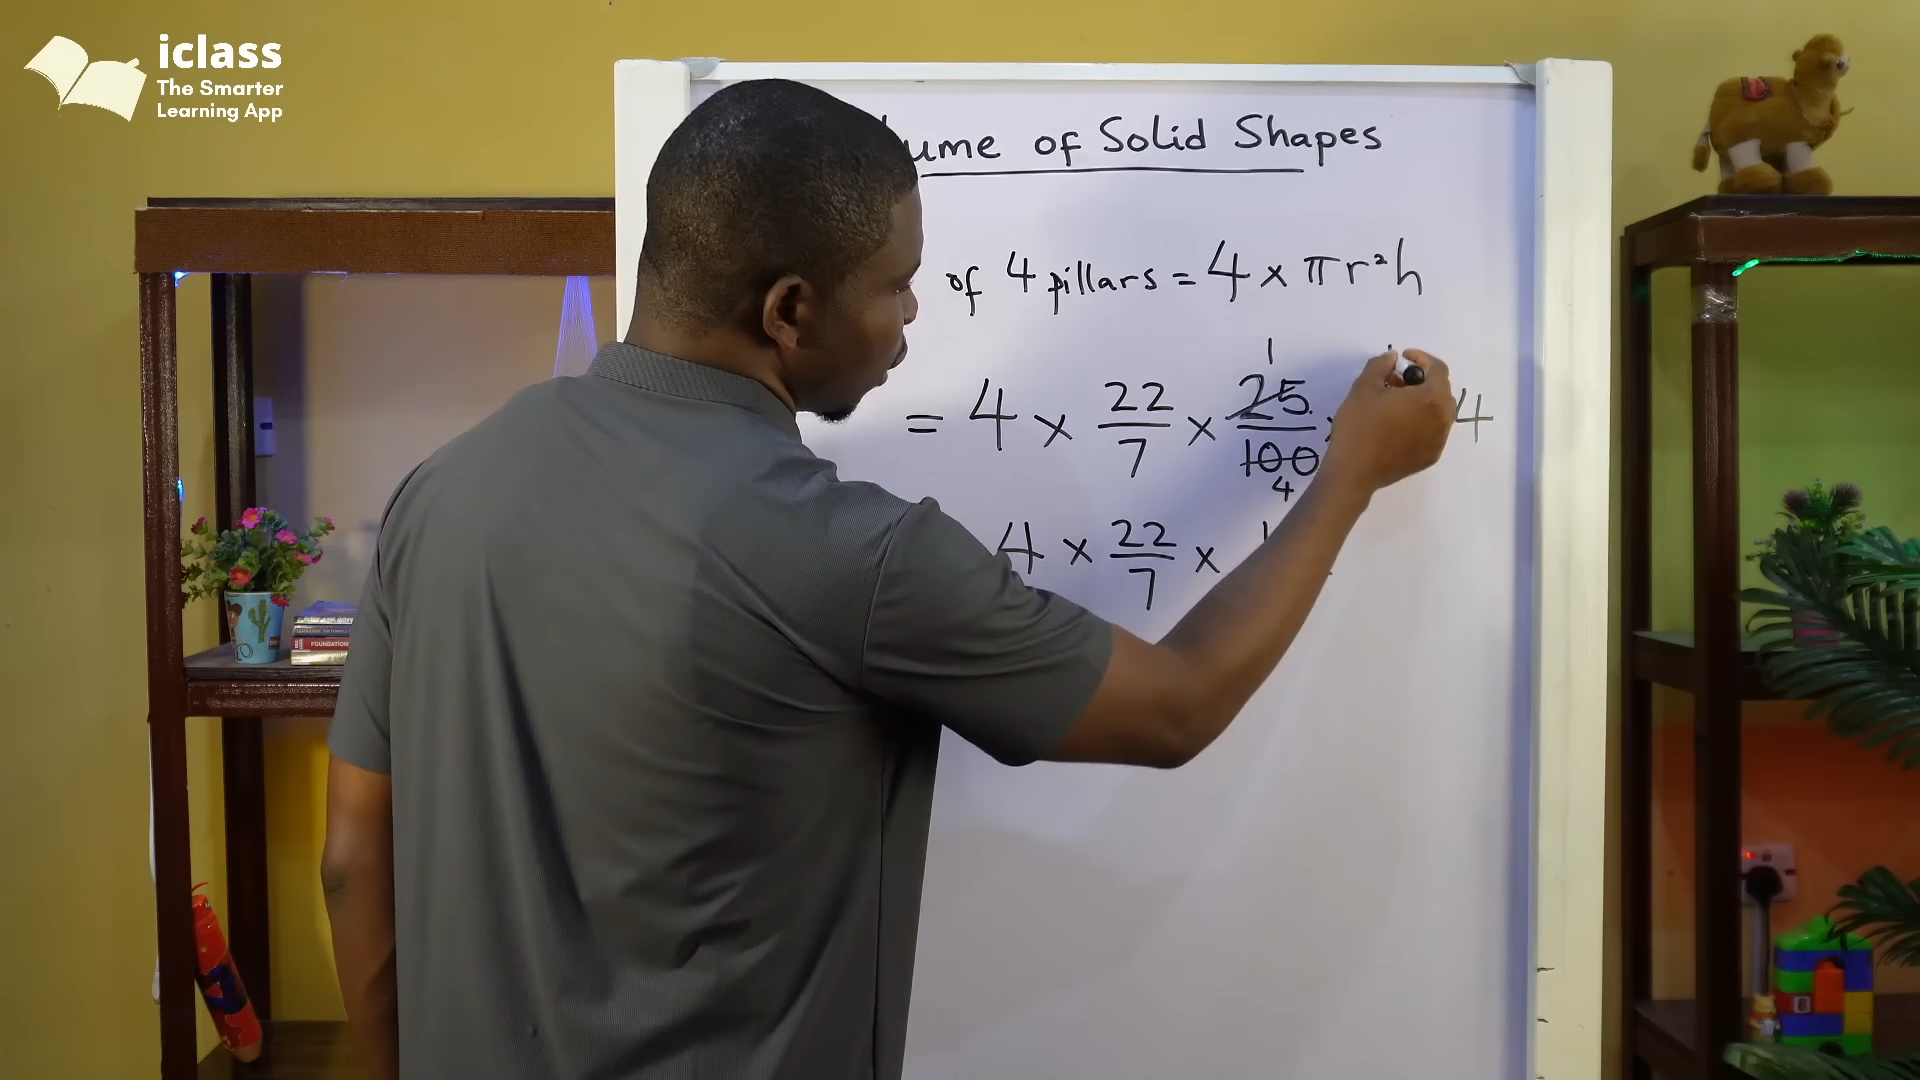 iclass
The Smarter
Learning App
of Solid Shapes
of 4 pillars = 4 × πr²h
1
= 4 × 22/7 × 25/100 4
4
4 × 22/7 × 1
FOUNDATION